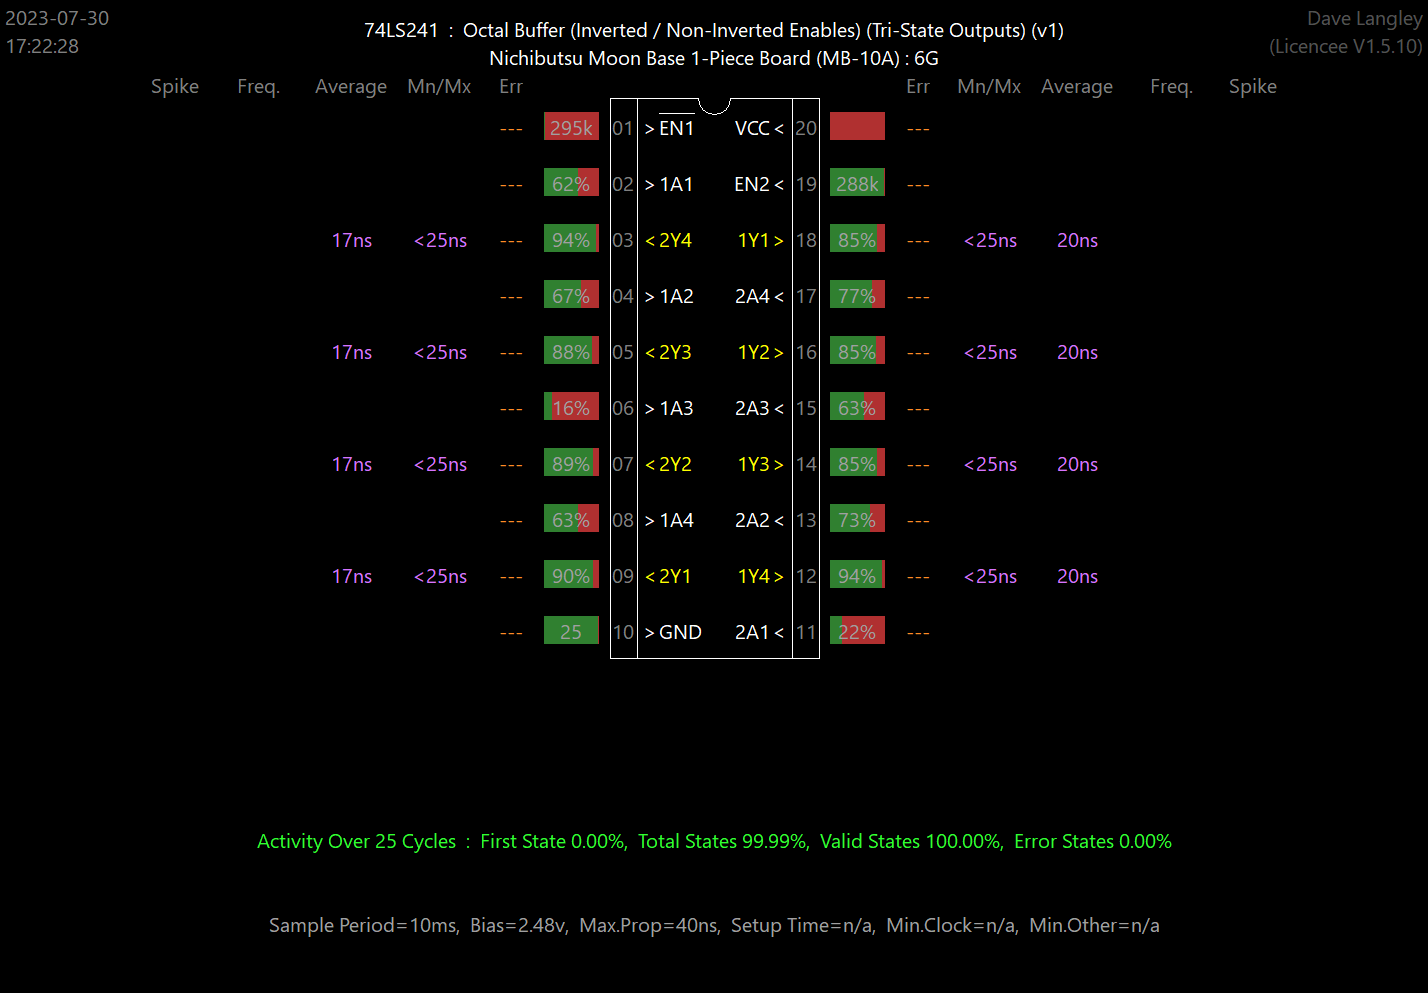 2023-07-30
17:22:28
74LS241 : Octal Buffer (Inverted / Non-Inverted Enables) (Tri-State Outputs) (v1)
Nichibutsu Moon Base 1-Piece Board (MB-10A) : 6G
Dave Langley
(Licencee V1.5.10)
Spike Freq. Average Mn/Mx Err Err Mn/Mx Average Freq. Spike
--- 295k 01 > EN1 VCC < 20 ---
--- 62% 02 > 1A1 EN2 < 19 288k ---
17ns <25ns --- 94% 03 < 2Y4 1Y1 > 18 85% --- <25ns 20ns
--- 67% 04 > 1A2 2A4 < 17 77% ---
17ns <25ns --- 88% 05 < 2Y3 1Y2 > 16 85% --- <25ns 20ns
--- 16% 06 > 1A3 2A3 < 15 63% ---
17ns <25ns --- 89% 07 < 2Y2 1Y3 > 14 85% --- <25ns 20ns
--- 63% 08 > 1A4 2A2 < 13 73% ---
17ns <25ns --- 90% 09 < 2Y1 1Y4 > 12 94% --- <25ns 20ns
--- 25 10 > GND 2A1 < 11 22% ---
Activity Over 25 Cycles : First State 0.00%, Total States 99.99%, Valid States 100.00%, Error States 0.00%
Sample Period=10ms, Bias=2.48v, Max.Prop=40ns, Setup Time=n/a, Min.Clock=n/a, Min.Other=n/a